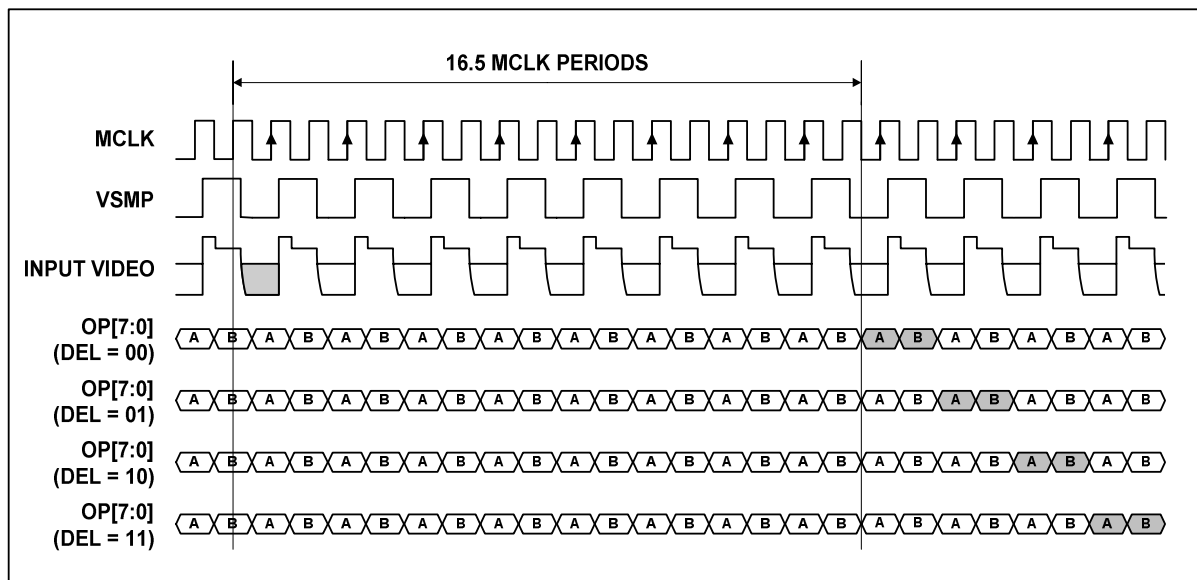 16.5 MCLK PERIODS
MCLK
VSMP
INPUT VIDEO
OP[7:0]
(DEL = 00)
A B A B A B A B A B A B A B A B A B A B A B A B A B
OP[7:0]
(DEL = 01)
A B A B A B A B A B A B A B A B A B A B A B A B A B
OP[7:0]
(DEL = 10)
A B A B A B A B A B A B A B A B A B A B A B A B A B
OP[7:0]
(DEL = 11)
A B A B A B A B A B A B A B A B A B A B A B A B A B